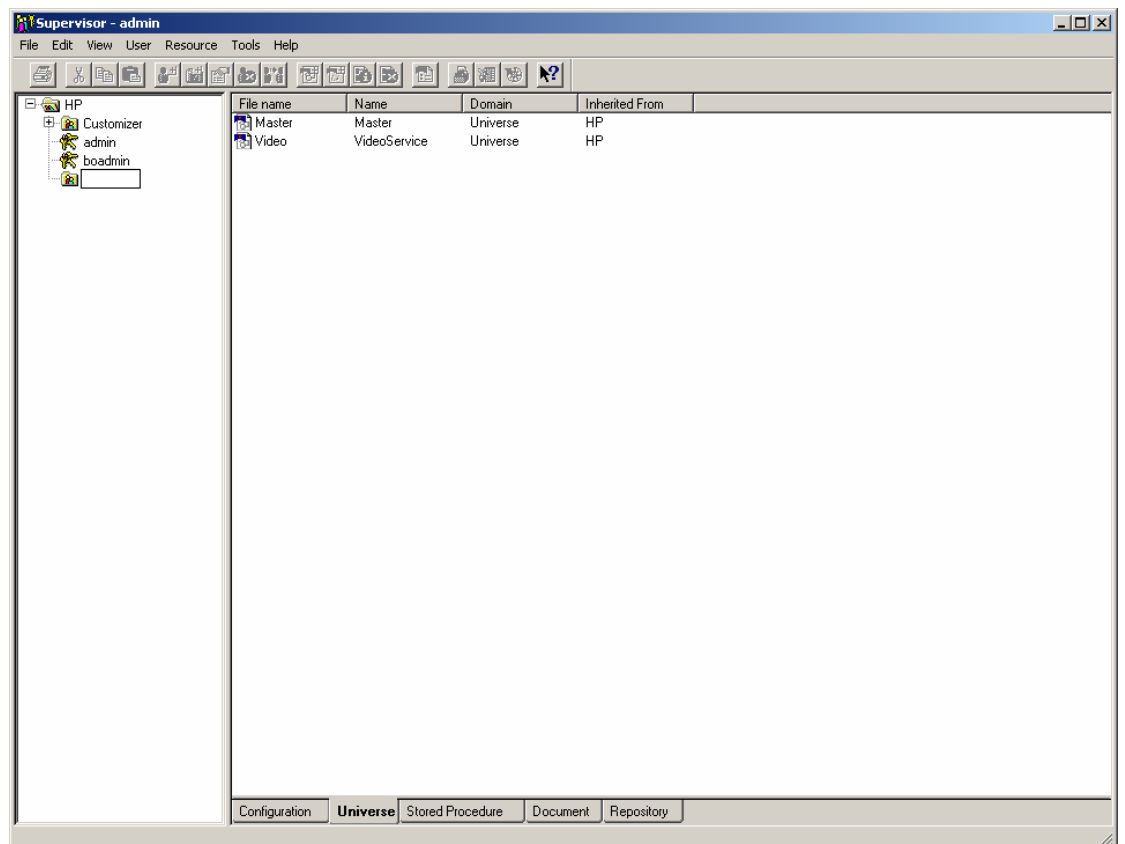 Supervisor - admin
File Edit View User Resource Tools Help
HP
Customizer
admin
boadmin
File name Name Domain Inherited From
Master Master Universe HP
Video VideoService Universe HP
Configuration Universe Stored Procedure Document Repository